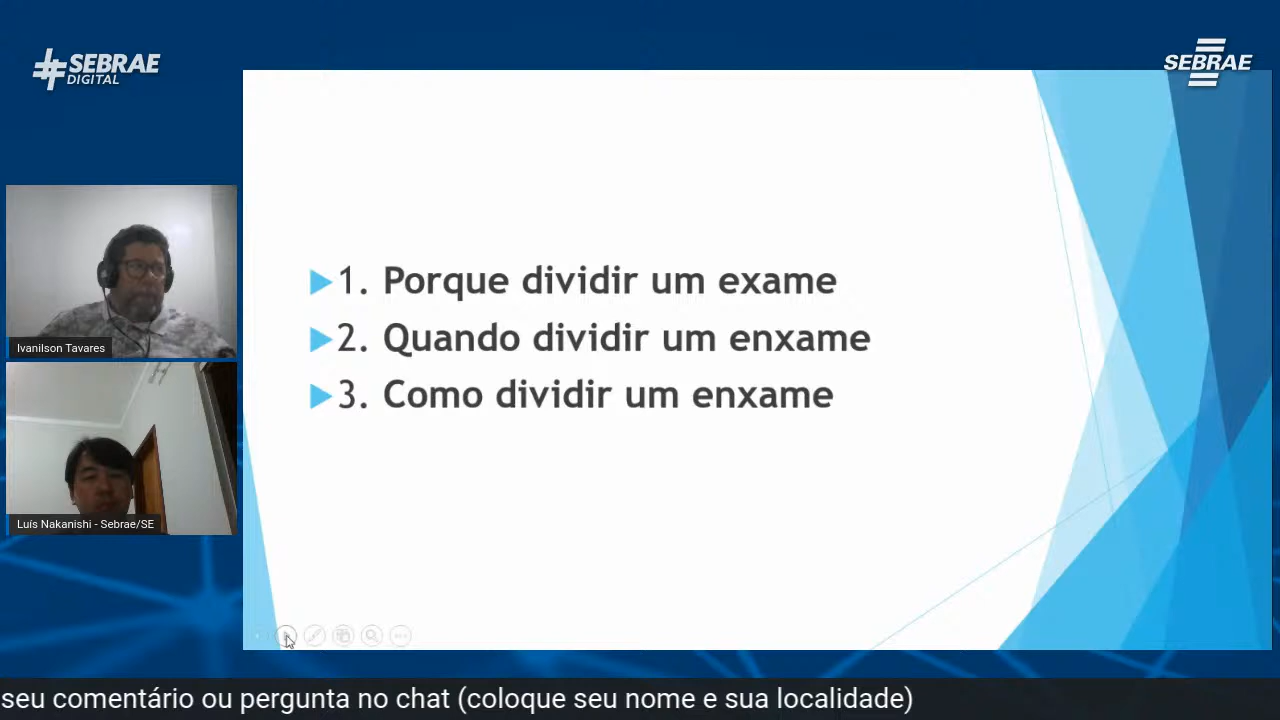 #SEBRAE
DIGITAL
SEBRAE
1. Porque dividir um exame
2. Quando dividir um enxame
3. Como dividir um enxame
Ivanilson Tavares
Luís Nakanishi - Sebrae/SE
seu comentário ou pergunta no chat (coloque seu nome e sua localidade)